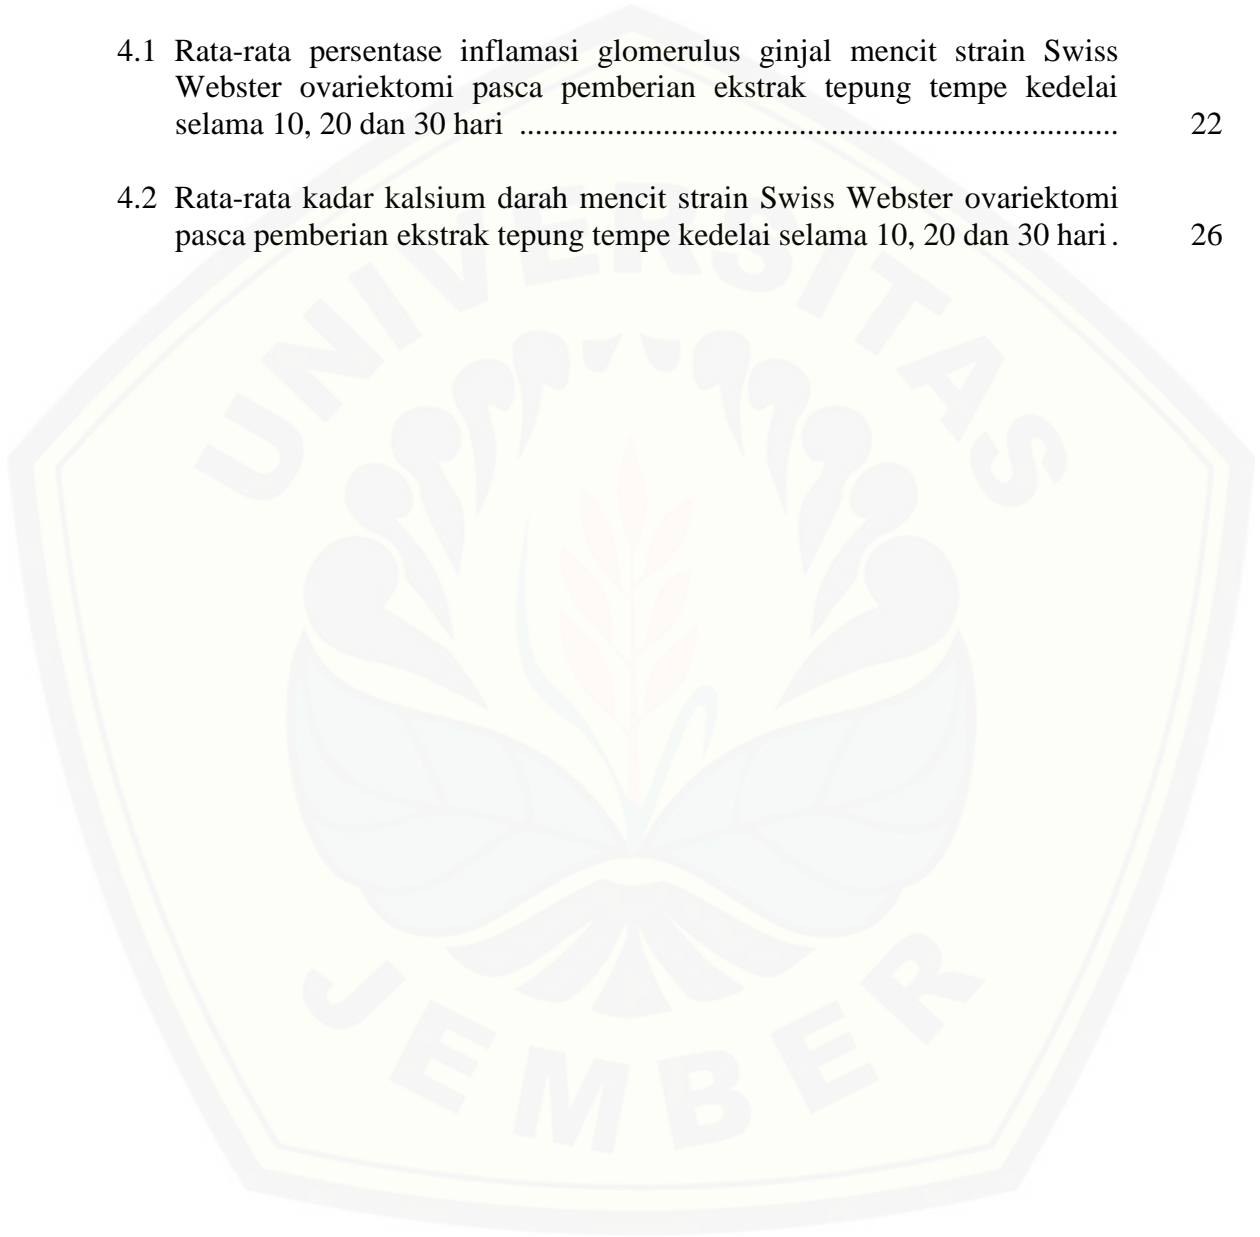 4.1 Rata-rata persentase inflamasi glomerulus ginjal mencit strain Swiss
Webster ovariektomi pasca pemberian ekstrak tepung tempe kedelai
selama 10, 20 dan 30 hari ............................................................................................ 22
4.2 Rata-rata kadar kalsium darah mencit strain Swiss Webster ovariektomi
pasca pemberian ekstrak tepung tempe kedelai selama 10, 20 dan 30 hari . 26
UNIVERSITAS
JEMBER